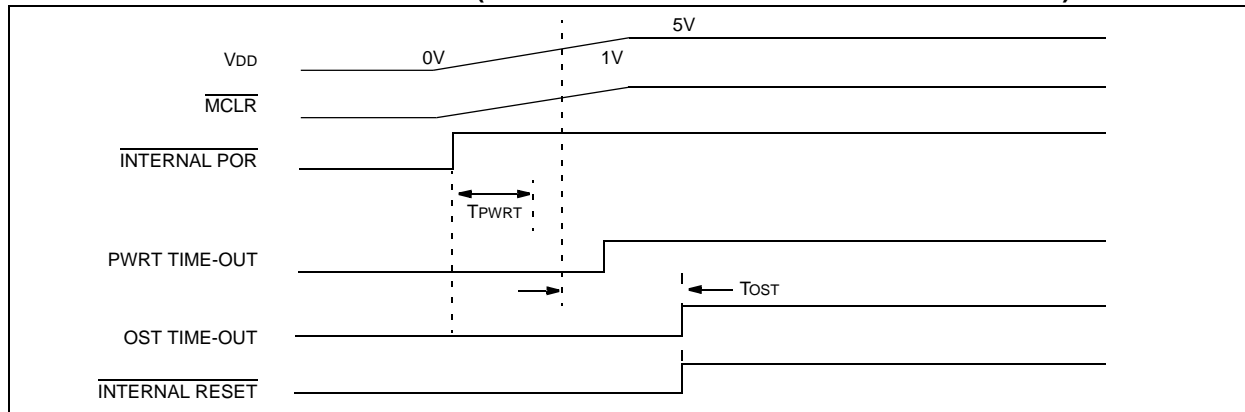 5V
VDD
0V
1V
MCLR
INTERNAL POR
TPWRT
PWRT TIME-OUT
TOST
OST TIME-OUT
INTERNAL RESET